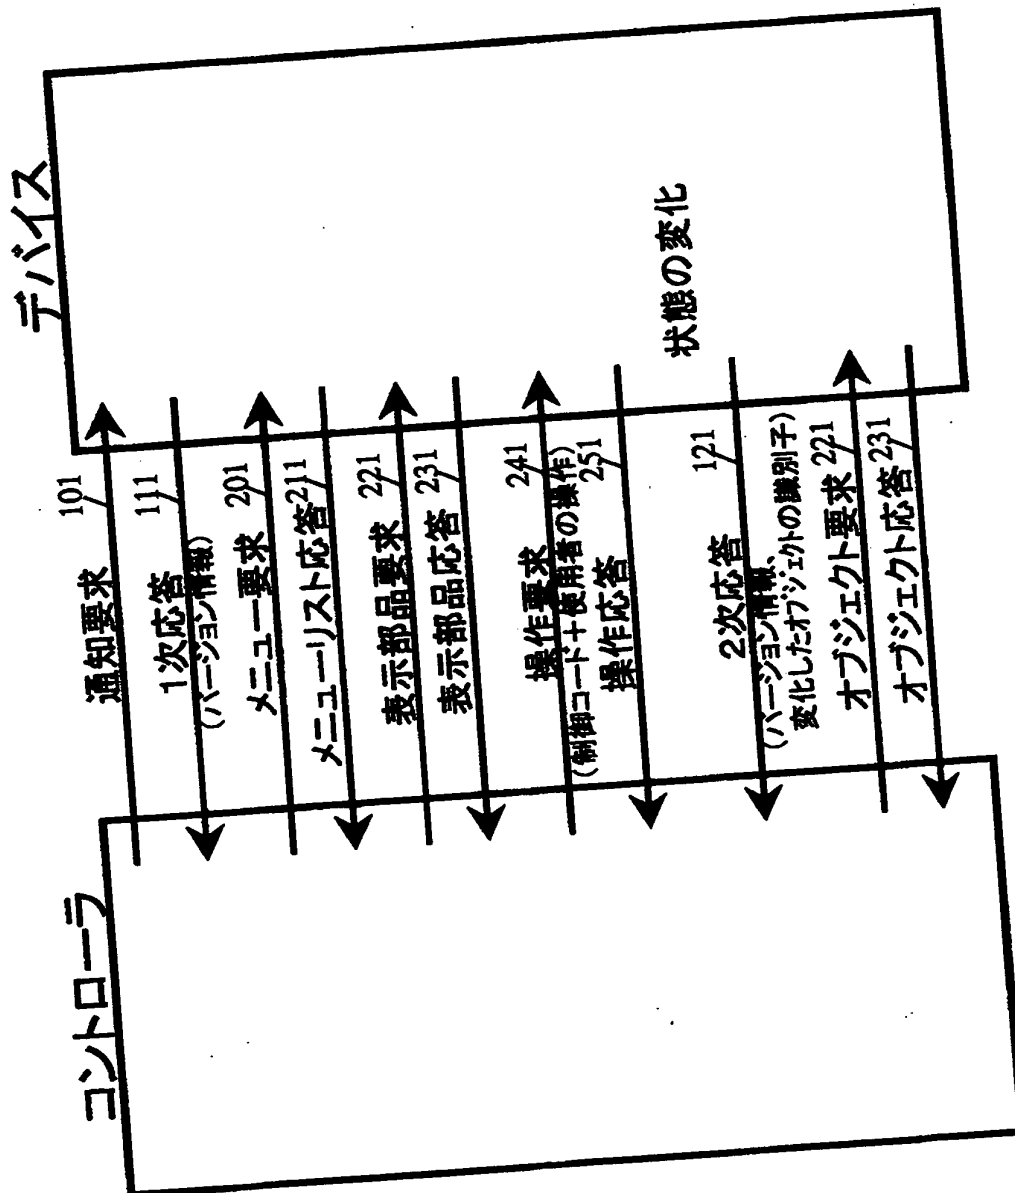 コントローラ
デバイス
通知要求
101
1次応答
111
(バージョン情報)
メニュー要求
201
メニューリスト応答
211
表示部品要求
221
表示部品応答
231
操作要求
241
(制御コード+使用者の操作)
操作応答
251
状態の変化
2次応答
121
(バージョン情報、
変化したオブジェクトの識別子)
オブジェクト要求
221
オブジェクト応答
231